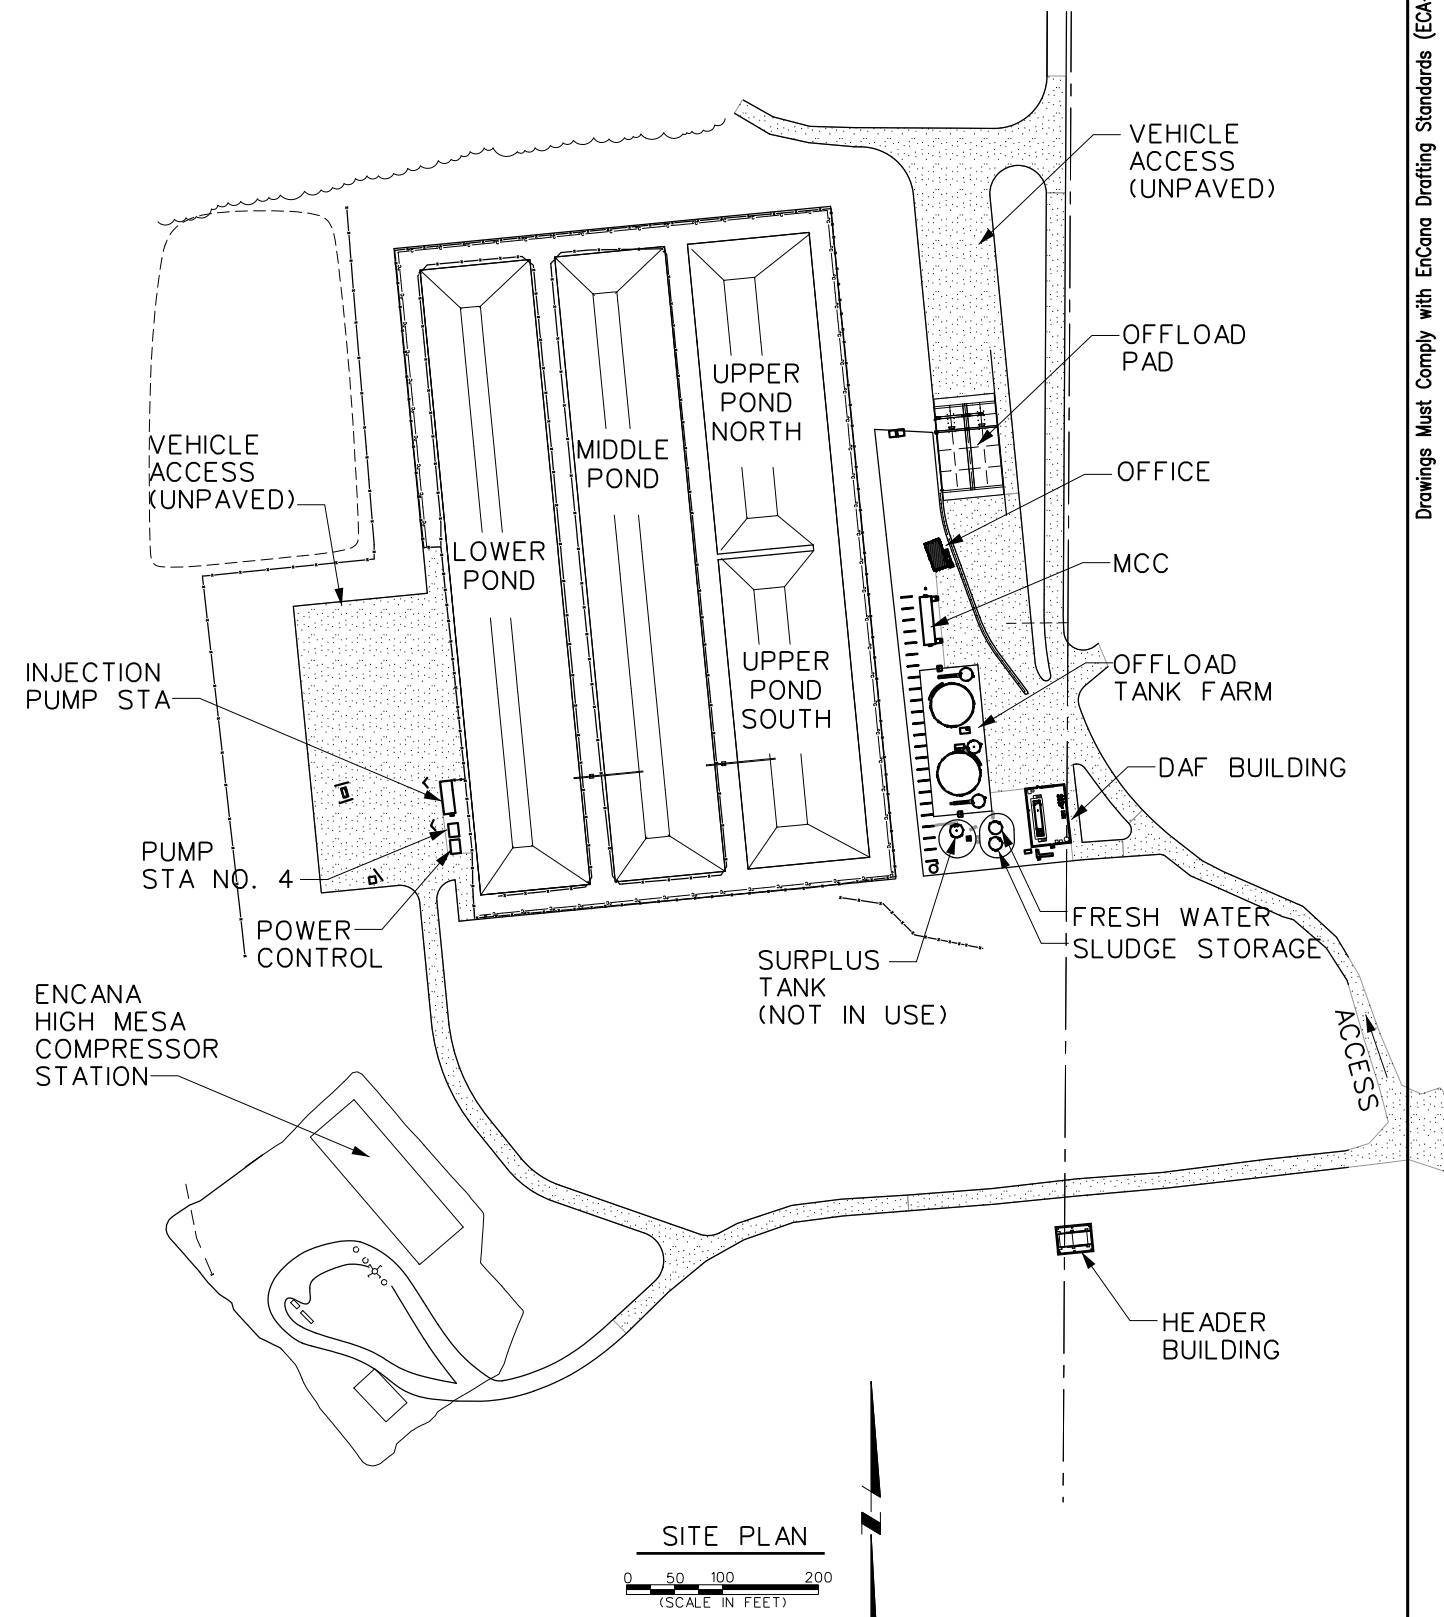 Drawings Must Comply with EnCana Drafting Standards (ECA-
VEHICLE
ACCESS
(UNPAVED)
OFFLOAD
PAD
UPPER
POND
NORTH
MIDDLE
POND
VEHICLE
ACCESS
(UNPAVED)
OFFICE
LOWER
POND
MCC
INJECTION
PUMP STA
UPPER
POND
SOUTH
OFFLOAD
TANK FARM
DAF BUILDING
PUMP
STA NO. 4
POWER
CONTROL
FRESH WATER
SLUDGE STORAGE
SURPLUS
TANK
(NOT IN USE)
ENCANA
HIGH MESA
COMPRESSOR
STATION
ACCESS
HEADER
BUILDING
N
SITE PLAN
0 50 100 200
(SCALE IN FEET)